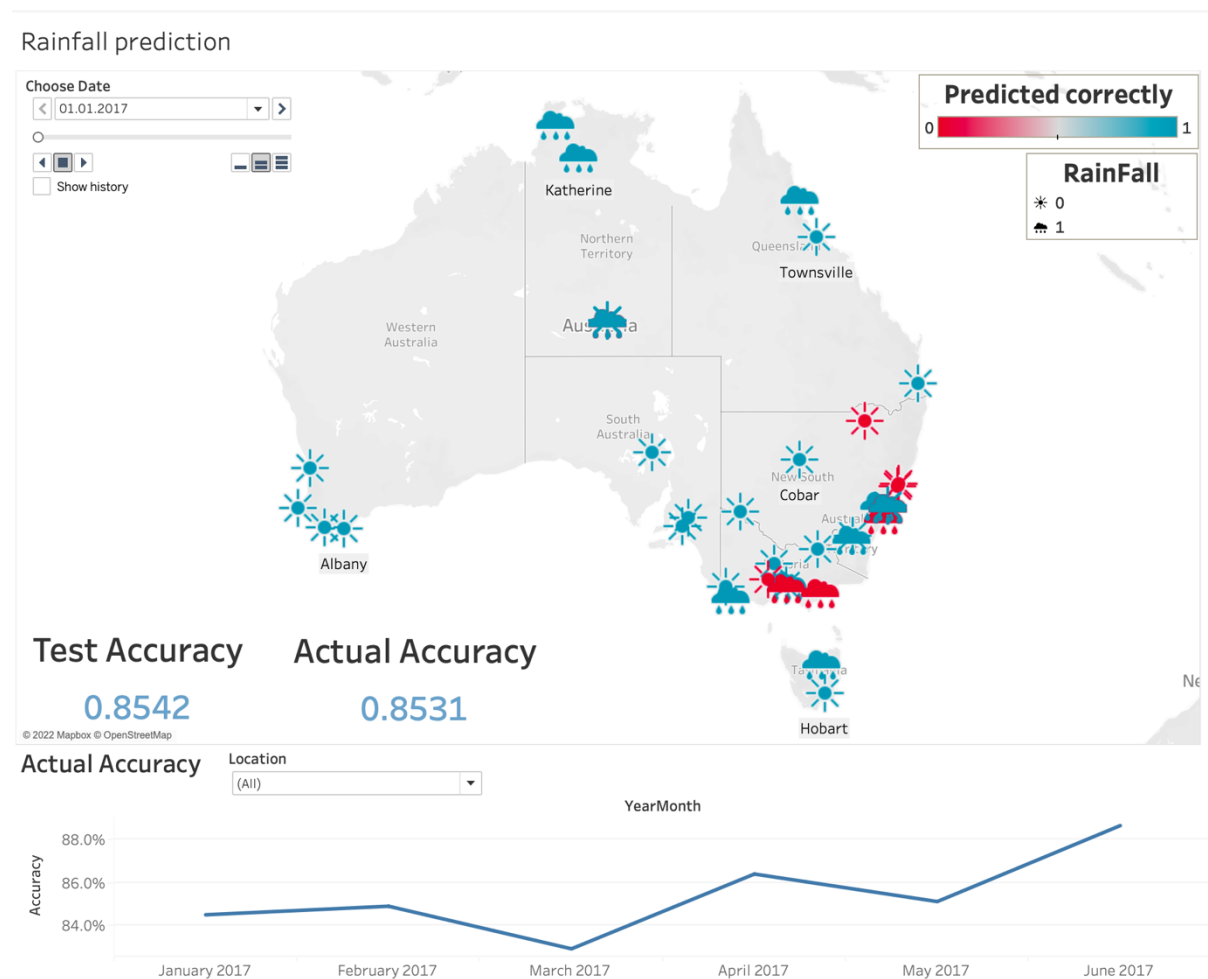 Rainfall prediction
Choose Date
01.01.2017
Show history
Predicted correctly
0
1
RainFall
0
1
Katherine
Northern
Territory
Townsville
Western
Australia
South
Australia
New South
Cobar
Albany
Hobart
Test Accuracy
Actual Accuracy
0.8542
0.8531
© 2022 Mapbox © OpenStreetMap
Actual Accuracy
Location
(All)
YearMonth
Accuracy
88.0%
86.0%
84.0%
January 2017
February 2017
March 2017
April 2017
May 2017
June 2017